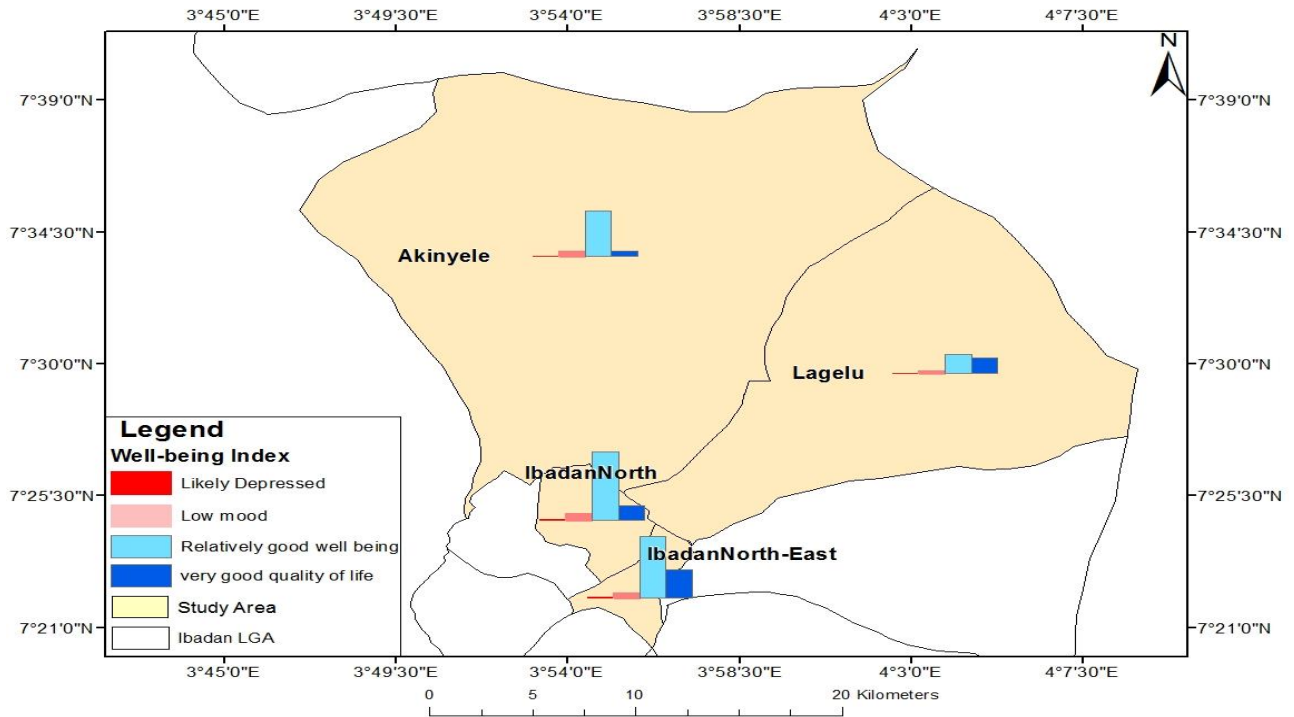 3°45'0"E 3°49'30"E 3°54'0"E 3°58'30"E 4°3'0"E 4°7'30"E
N
7°39'0"N 7°39'0"N
7°34'30"N 7°34'30"N
Akinyele
7°30'0"N 7°30'0"N
Lagelu
Legend
Well-being Index
Likely Depressed
Low mood
Relatively good well being
very good quality of life
Study Area
Ibadan LGA
IbadanNorth
7°25'30"N 7°25'30"N
IbadanNorth-East
7°21'0"N 7°21'0"N
3°45'0"E 3°49'30"E 3°54'0"E 3°58'30"E 4°3'0"E 4°7'30"E
0 5 10 20 Kilometers